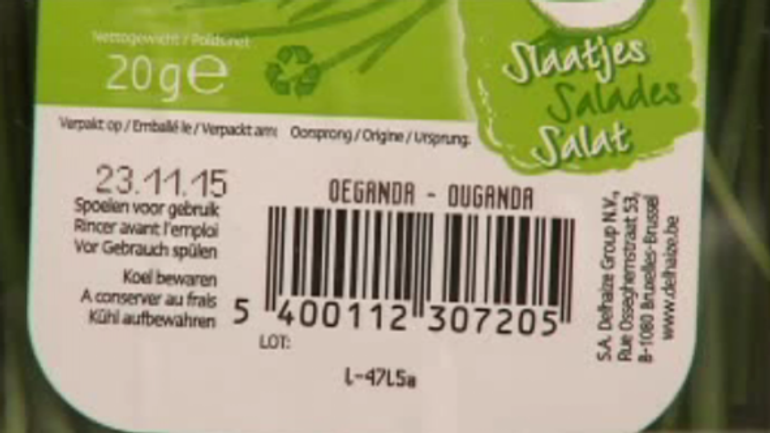 Nettogewicht / Poids net
20g e
Slaatjes
Salades
Salat
Verpakt op / Emballé le / Verpackt am: Oorsprong / Origine / Ursprung:
23.11.15
OEGANDA - OUGANDA
Spoelen voor gebruik
Rincer avant l'emploi
Vor Gebrauch spülen
Koel bewaren
A conserver au frais
Kühl aufbewahren
5 400112 307205
LOT:
L-47L5a
S.A. Delhaize Group N.V.,
Rue Osseghemstraat 53,
B-1080 Bruxelles-Brussel
www.delhaize.be